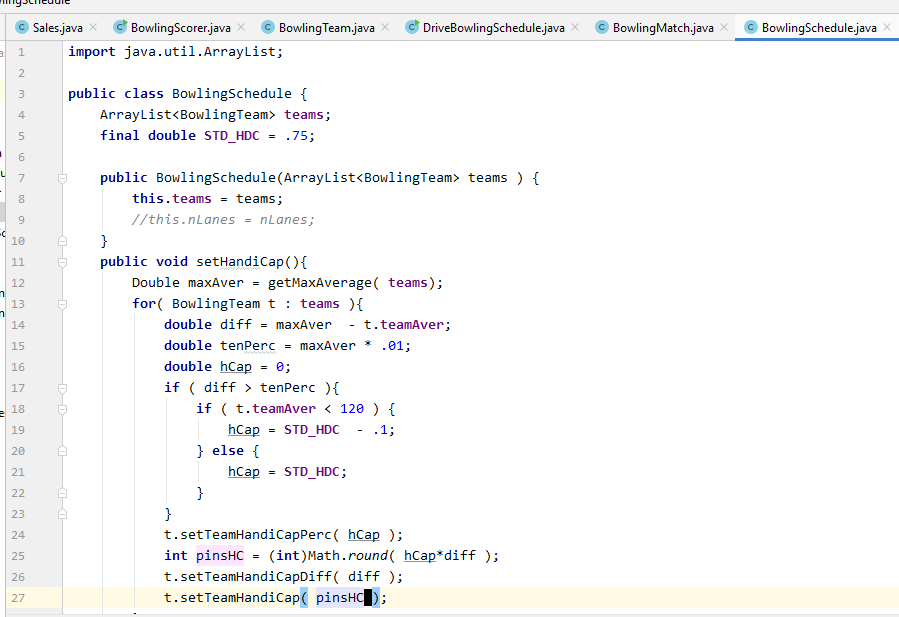 Sales.java BowlingScorer.java BowlingTeam.java DriveBowlingSchedule.java BowlingMatch.java BowlingSchedule.java
1 import java.util.ArrayList;
2
3 public class BowlingSchedule {
4 ArrayList<BowlingTeam> teams;
5 final double STD_HDC = .75;
6
7 public BowlingSchedule(ArrayList<BowlingTeam> teams ) {
8 this.teams = teams;
9 //this.nLanes = nLanes;
10 }
11 public void setHandiCap(){
12 Double maxAver = getMaxAverage( teams);
13 for( BowlingTeam t : teams ){
14 double diff = maxAver  - t.teamAver;
15 double tenPerc = maxAver * .01;
16 double hCap = 0;
17 if ( diff > tenPerc ){
18 if ( t.teamAver < 120 ) {
19 hCap = STD_HDC  - .1;
20 } else {
21 hCap = STD_HDC;
22 }
23 }
24 t.setTeamHandiCapPerc( hCap );
25 int pinsHC = (int)Math.round( hCap*diff );
26 t.setTeamHandiCapDiff( diff );
27 t.setTeamHandiCap( pinsHC );